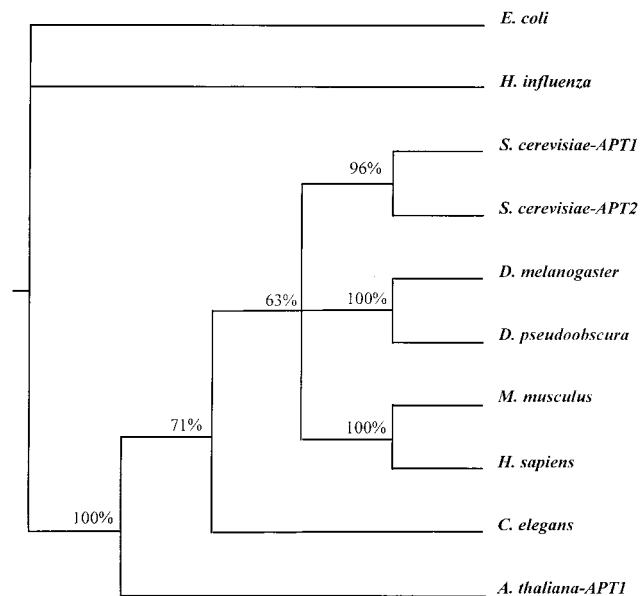 E. coli
H. influenza
S. cerevisiae-APT1
96%
S. cerevisiae-APT2
D. melanogaster
63%
100%
D. pseudoobscura
M. musculus
71%
100%
H. sapiens
100%
C. elegans
A. thaliana-APT1